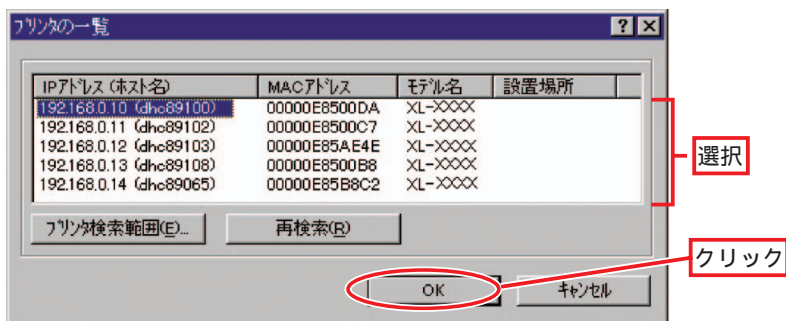 プリンタの一覧
IPアドレス (ホスト名) MACアドレス モデル名 設置場所
192.168.0.10 (dhc89100) 00000E8500DA XL-XXXX
192.168.0.11 (dhc89102) 00000E8500C7 XL-XXXX
192.168.0.12 (dhc89103) 00000E85AE4E XL-XXXX
192.168.0.13 (dhc89108) 00000E8500B8 XL-XXXX
192.168.0.14 (dhc89065) 00000E85B8C2 XL-XXXX
選択
プリンタ検索範囲(E)... 再検索(R)
クリック
OK キャンセル